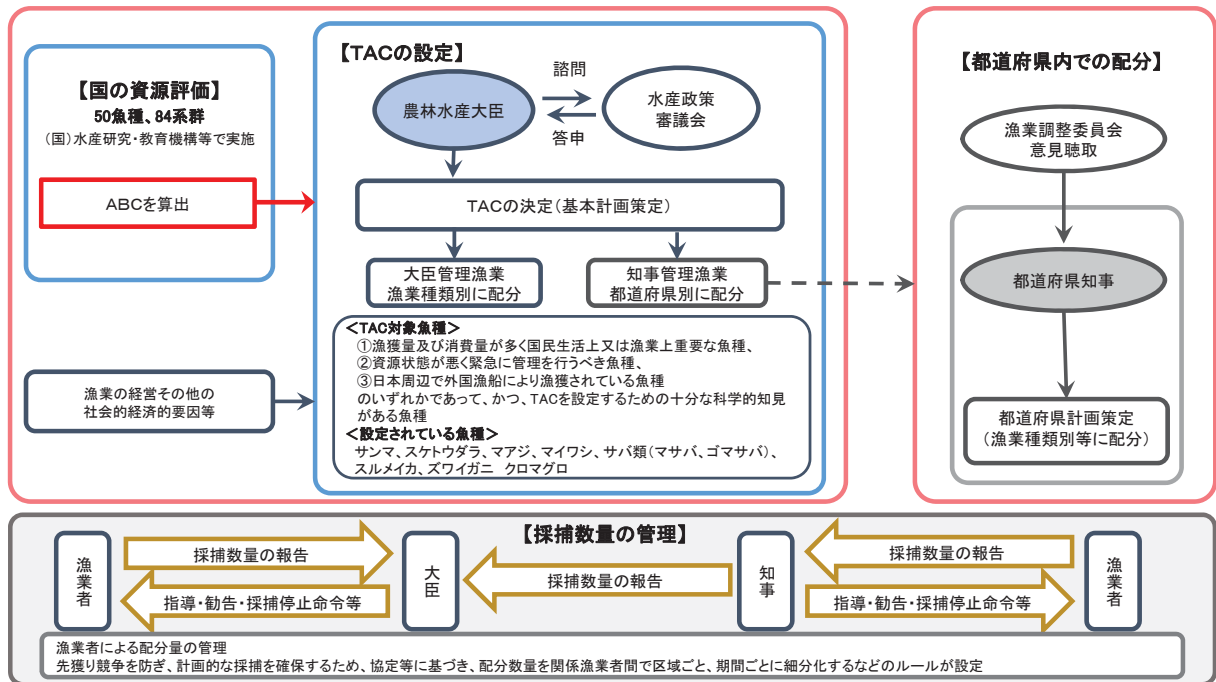 【国の資源評価】
50魚種、84系群
(国)水産研究・教育機構等で実施
ABCを算出
漁業の経営その他の
社会的経済的要因等
【TACの設定】
農林水産大臣
諮問
答申
水産政策
審議会
TACの決定(基本計画策定)
大臣管理漁業
漁業種類別に配分
知事管理漁業
都道府県別に配分
<TAC対象魚種>
①漁獲量及び消費量が多く国民生活上又は漁業上重要な魚種、
②資源状態が悪く緊急に管理を行うべき魚種、
③日本周辺で外国漁船により漁獲されている魚種
のいずれかであって、かつ、TACを設定するための十分な科学的知見
がある魚種
<設定されている魚種>
サンマ、スケトウダラ、マアジ、マイワシ、サバ類(マサバ、ゴマサバ)、
スルメイカ、ズワイガニ クロマグロ
【都道府県内での配分】
漁業調整委員会
意見聴取
都道府県知事
都道府県計画策定
(漁業種類別等に配分)
【採捕数量の管理】
漁業者
採捕数量の報告
指導・勧告・採捕停止命令等
大臣
採捕数量の報告
知事
採捕数量の報告
指導・勧告・採捕停止命令等
漁業者
漁業者による配分量の管理
先獲り競争を防ぎ、計画的な採捕を確保するため、協定等に基づき、配分数量を関係漁業者間で区域ごと、期間ごとに細分化するなどのルールが設定